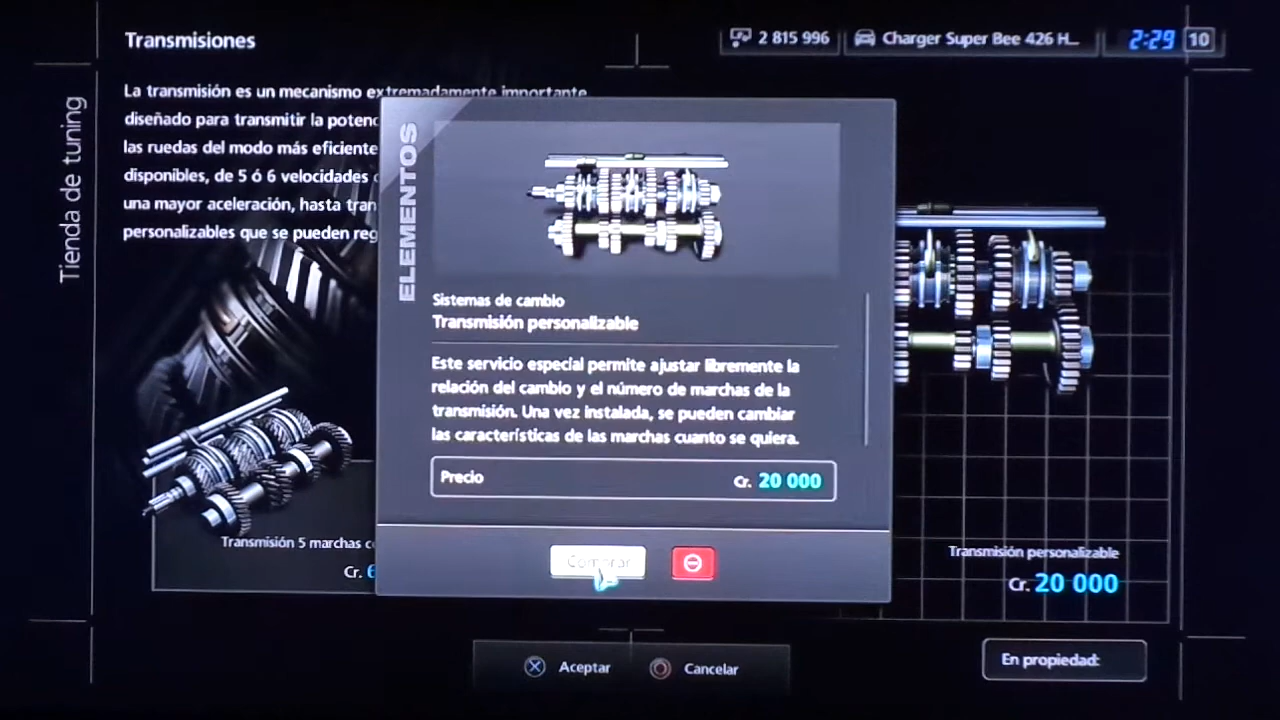 Transmisiones
2 815 996
Charger Super Bee 426 H...
2:29
10
Tienda de tuning
La transmisión es un mecanismo extremadamente importante,
diseñado para transmitir la potenc
las ruedas del modo más eficiente
disponibles, de 5 ó 6 velocidades
una mayor aceleración, hasta tran
personalizables que se pueden reg
ELEMENTOS
Sistemas de cambio
Transmisión personalizable
Este servicio especial permite ajustar libremente la
relación del cambio y el número de marchas de la
transmisión. Una vez instalada, se pueden cambiar
las características de las marchas cuanto se quiera.
Precio
Cr. 20 000
Comprar
Transmisión 5 marchas c
Cr. 6
Transmisión personalizable
Cr. 20 000
Aceptar
Cancelar
En propiedad: